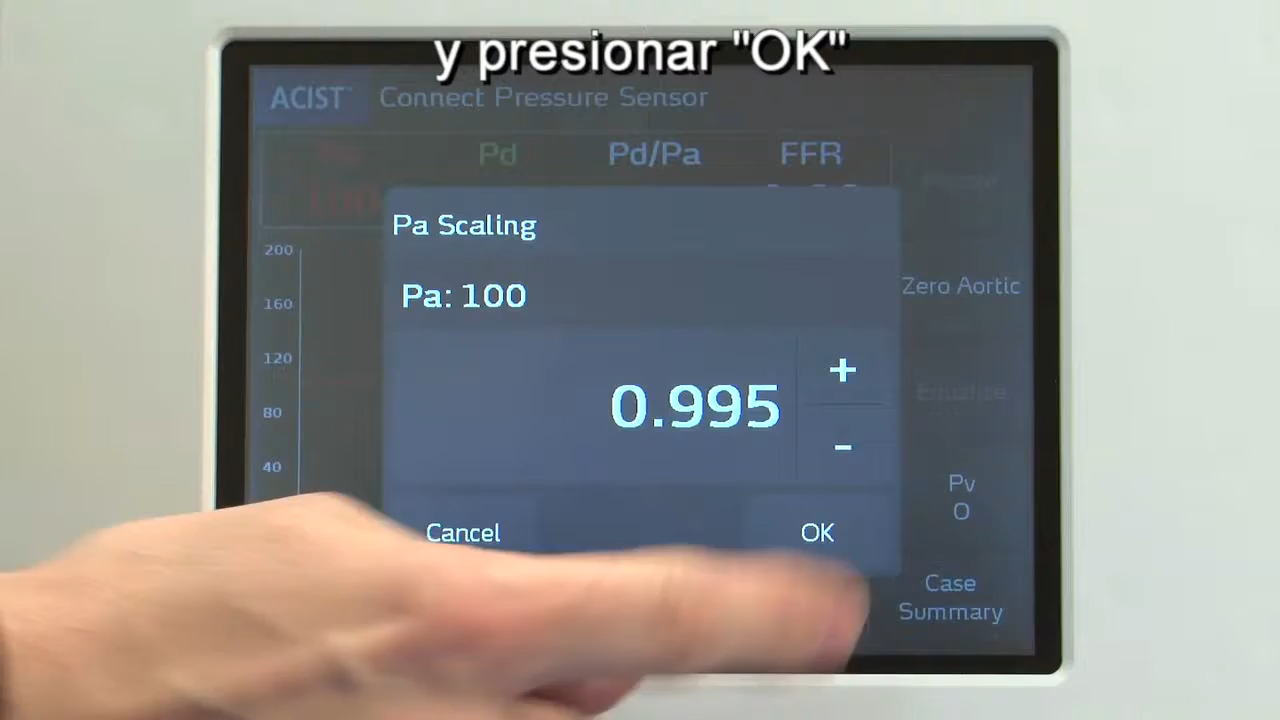 y presionar "OK"
ACIST Connect Pressure Sensor
Pd Pd/Pa FFR
Pa Scaling
Pa: 100
0.995
+
-
Cancel OK
200
160
120
80
40
Zero Aortic
Equalize
Pv
0
Case
Summary